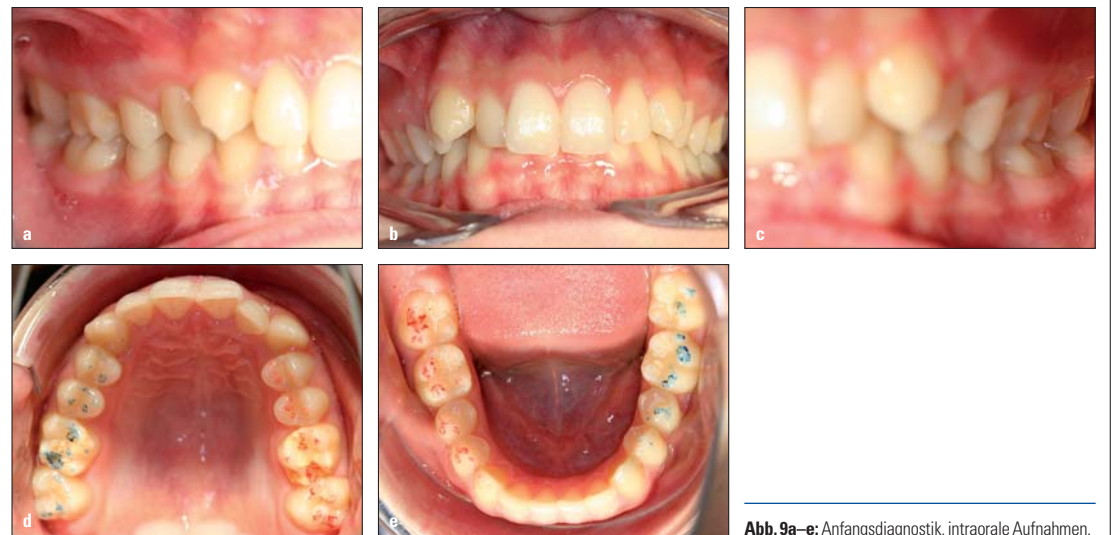 a
b
c
d
e
Abb. 9a–e: Anfangsdiagnostik, intraorale Aufnahmen.